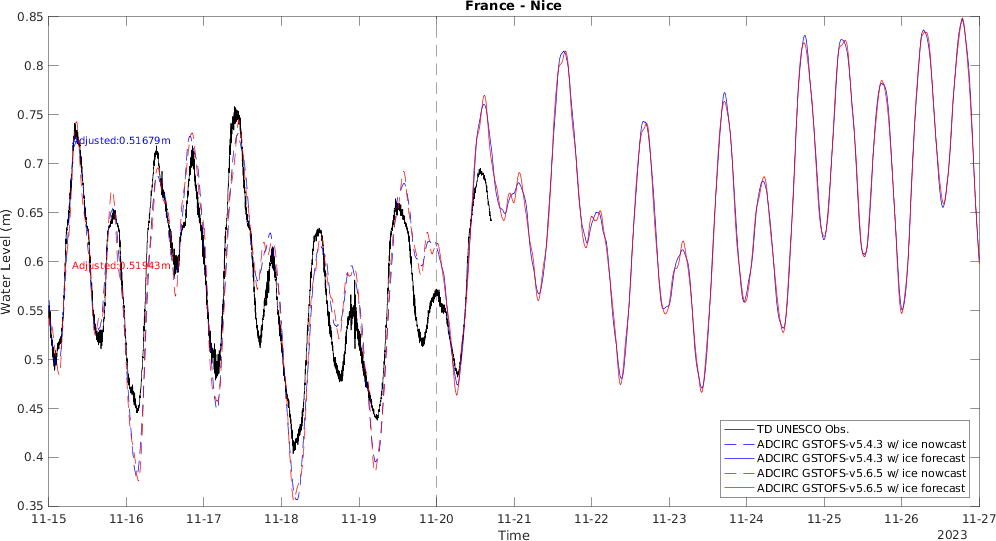 France - Nice
0.85
0.8
0.75
0.7
0.65
0.6
0.55
0.5
0.45
0.4
0.35
Water Level (m)
Adjusted:0.51679m
Adjusted:0.51943m
TD UNESCO Obs.
ADCIRC GSTOFS-v5.4.3 w/ ice nowcast
ADCIRC GSTOFS-v5.4.3 w/ ice forecast
ADCIRC GSTOFS-v5.6.5 w/ ice nowcast
ADCIRC GSTOFS-v5.6.5 w/ ice forecast
11-15 11-16 11-17 11-18 11-19 11-20 11-21 11-22 11-23 11-24 11-25 11-26 11-27
Time
2023